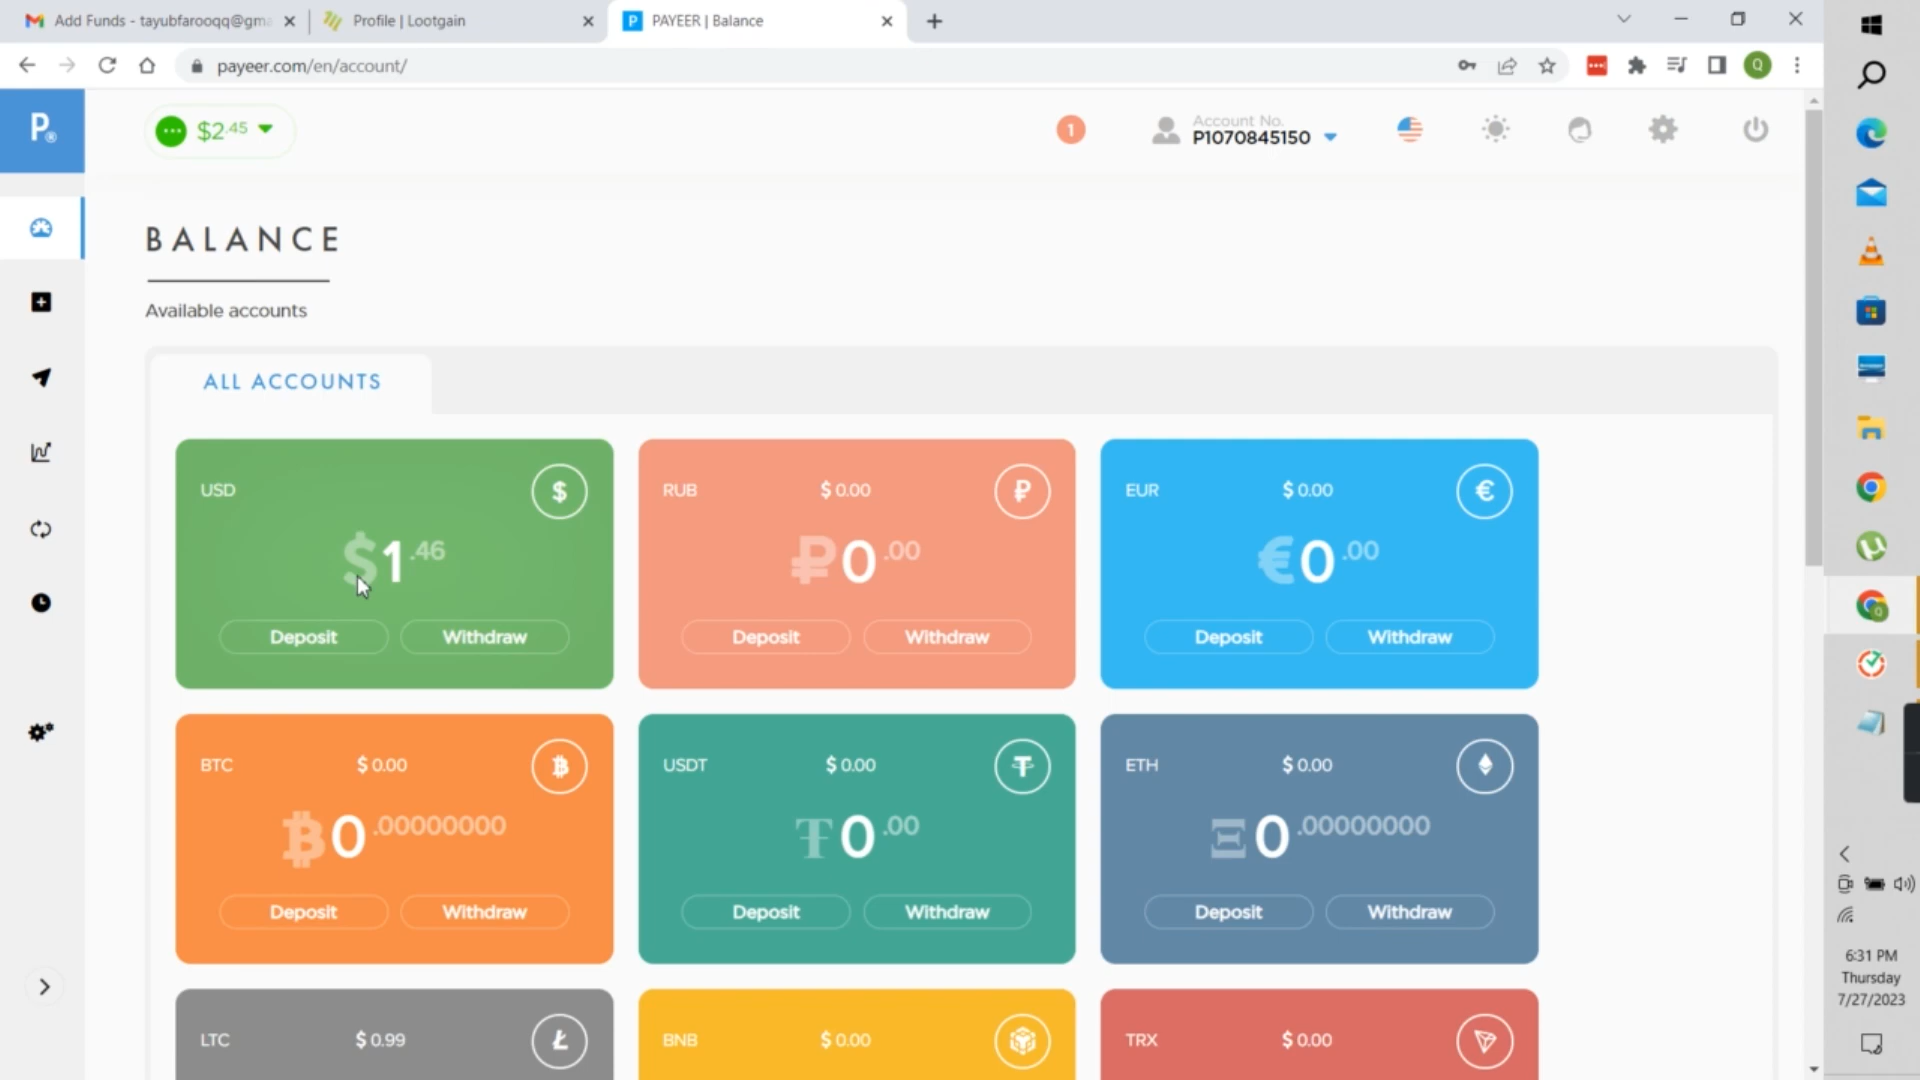 Add Funds - tayubfarooqq@gma
Profile | Lootgain
P PAYEER | Balance
payeer.com/en/account/
Q
P®
$2.45
1
Account No.
P1070845150
BALANCE
Available accounts
ALL ACCOUNTS
USD $
$1.46
Deposit Withdraw
RUB $ 0.00 ₽
₽0.00
Deposit Withdraw
EUR $ 0.00 €
€0.00
Deposit Withdraw
BTC $ 0.00 ₿
₿0.00000000
Deposit Withdraw
USDT $ 0.00 ₮
₮0.00
Deposit Withdraw
ETH $ 0.00
Ξ0.00000000
Deposit Withdraw
LTC $ 0.99 Ł
BNB $ 0.00
TRX $ 0.00
6:31 PM
Thursday
7/27/2023